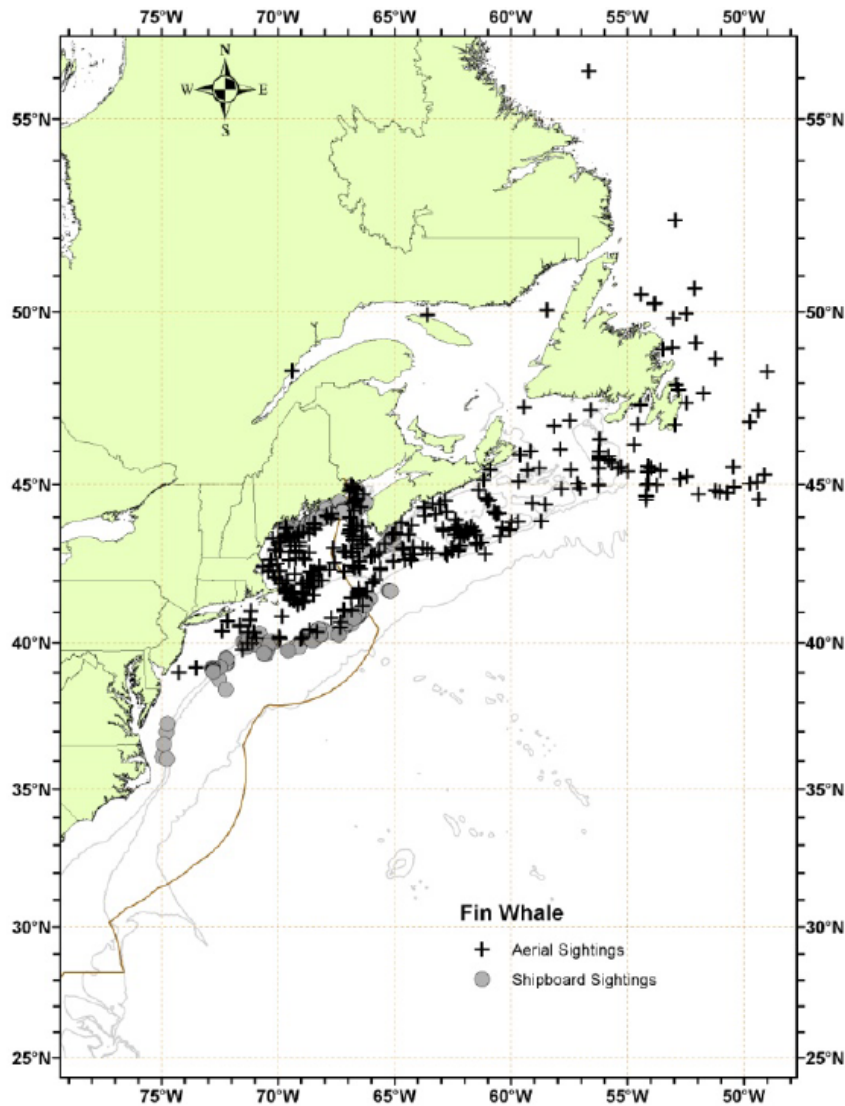 75°W 70°W 65°W 60°W 55°W 50°W
N
W E
S
55°N 55°N
50°N 50°N
45°N 45°N
40°N 40°N
35°N 35°N
Fin Whale
30°N 30°N
Aerial Sightings
Shipboard Sightings
25°N 25°N
75°W 70°W 65°W 60°W 55°W 50°W